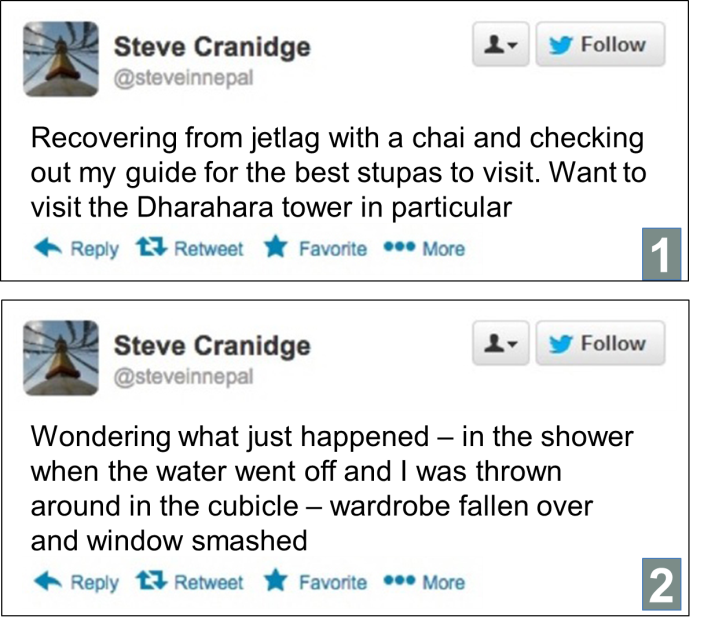 Steve Cranidge
Follow
@steveinnepal
Recovering from jetlag with a chai and checking
out my guide for the best stupas to visit. Want to
visit the Dharahara tower in particular
Reply Retweet Favorite More
1
Steve Cranidge
Follow
@steveinnepal
Wondering what just happened – in the shower
when the water went off and I was thrown
around in the cubicle – wardrobe fallen over
and window smashed
Reply Retweet Favorite More
2